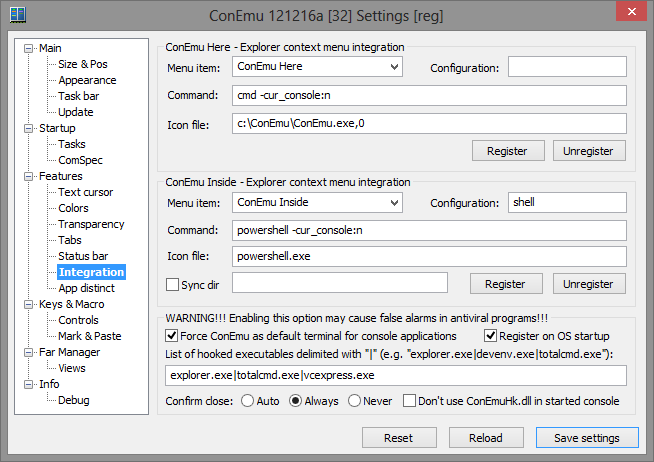 ConEmu 121216a [32] Settings [reg]
Main
Size & Pos
Appearance
Task bar
Update
Startup
Tasks
ComSpec
Features
Text cursor
Colors
Transparency
Tabs
Status bar
Integration
App distinct
Keys & Macro
Controls
Mark & Paste
Far Manager
Views
Info
Debug
ConEmu Here - Explorer context menu integration
Menu item: ConEmu Here Configuration:
Command: cmd -cur_console:n
Icon file: c:\ConEmu\ConEmu.exe,0
Register Unregister
ConEmu Inside - Explorer context menu integration
Menu item: ConEmu Inside Configuration: shell
Command: powershell -cur_console:n
Icon file: powershell.exe
Sync dir Register Unregister
WARNING!!! Enabling this option may cause false alarms in antiviral programs!!!
Force ConEmu as default terminal for console applications Register on OS startup
List of hooked executables delimited with "|" (e.g. "explorer.exe|devenv.exe|totalcmd.exe"):
explorer.exe|totalcmd.exe|vcexpress.exe
Confirm close: Auto Always Never Don't use ConEmuHk.dll in started console
Reset Reload Save settings